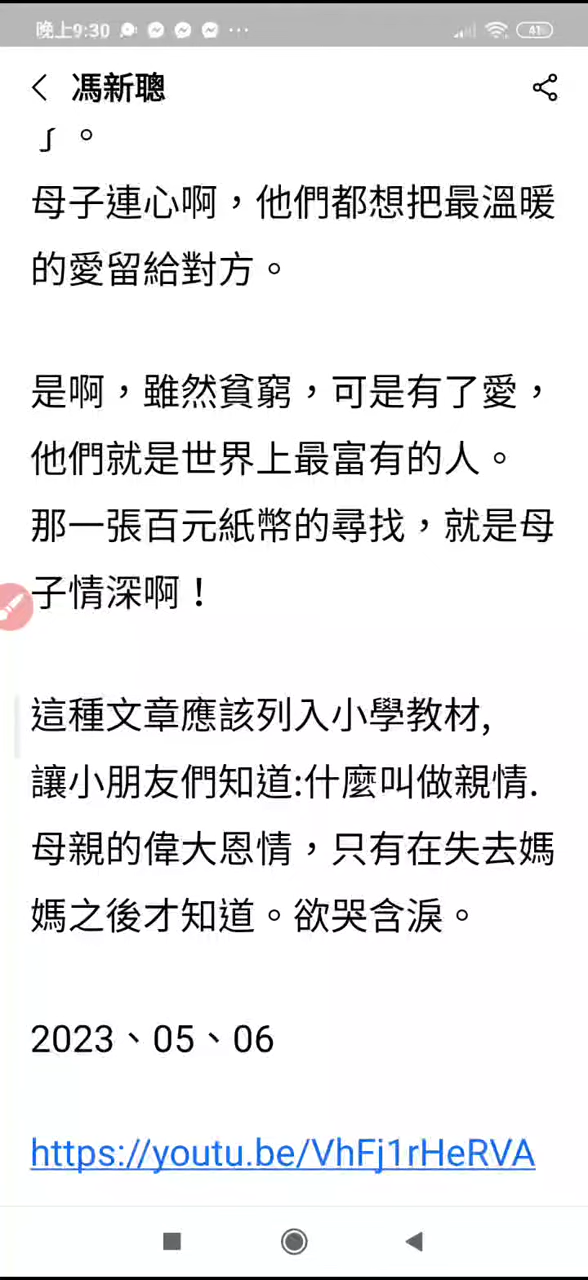 晚上9:30
41
馮新聰
。
母子連心啊，他們都想把最溫暖
的愛留給對方。
是啊，雖然貧窮，可是有了愛，
他們就是世界上最富有的人。
那一張百元紙幣的尋找，就是母
子情深啊！
這種文章應該列入小學教材,
讓小朋友們知道:什麼叫做親情.
母親的偉大恩情，只有在失去媽
媽之後才知道。欲哭含淚。
2023、05、06
https://youtu.be/VhFj1rHeRVA